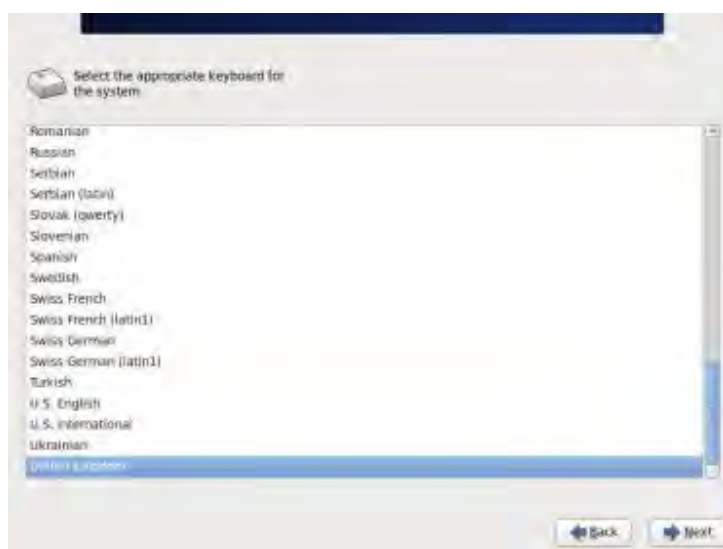 Select the appropriate keyboard for
the system
Romanian
Russian
Serbian
Serbian (latin)
Slovak (qwerty)
Slovenian
Spanish
Swedish
Swiss French
Swiss French (latin1)
Swiss German
Swiss German (latin1)
Turkish
U.S. English
U.S. International
Ukrainian
United Kingdom
Back
Next